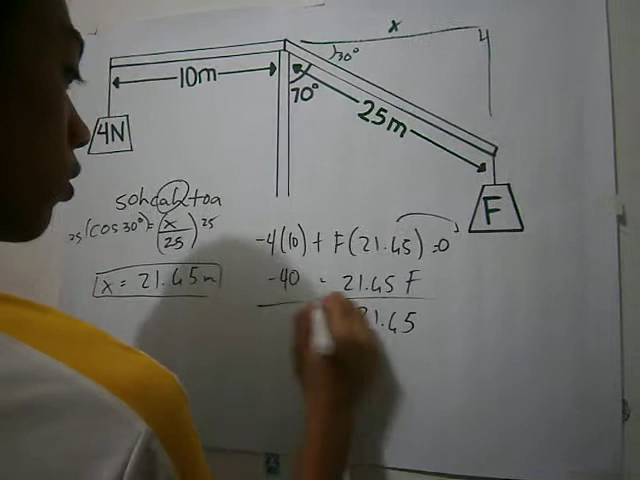 x
30°
10m
70°
25m
4N
F
sohcahtoa
25 (cos 30° = x/25) 25
x = 21.65m
-4(10) + F(21.65) = 0
-40 = 21.65 F
21.65